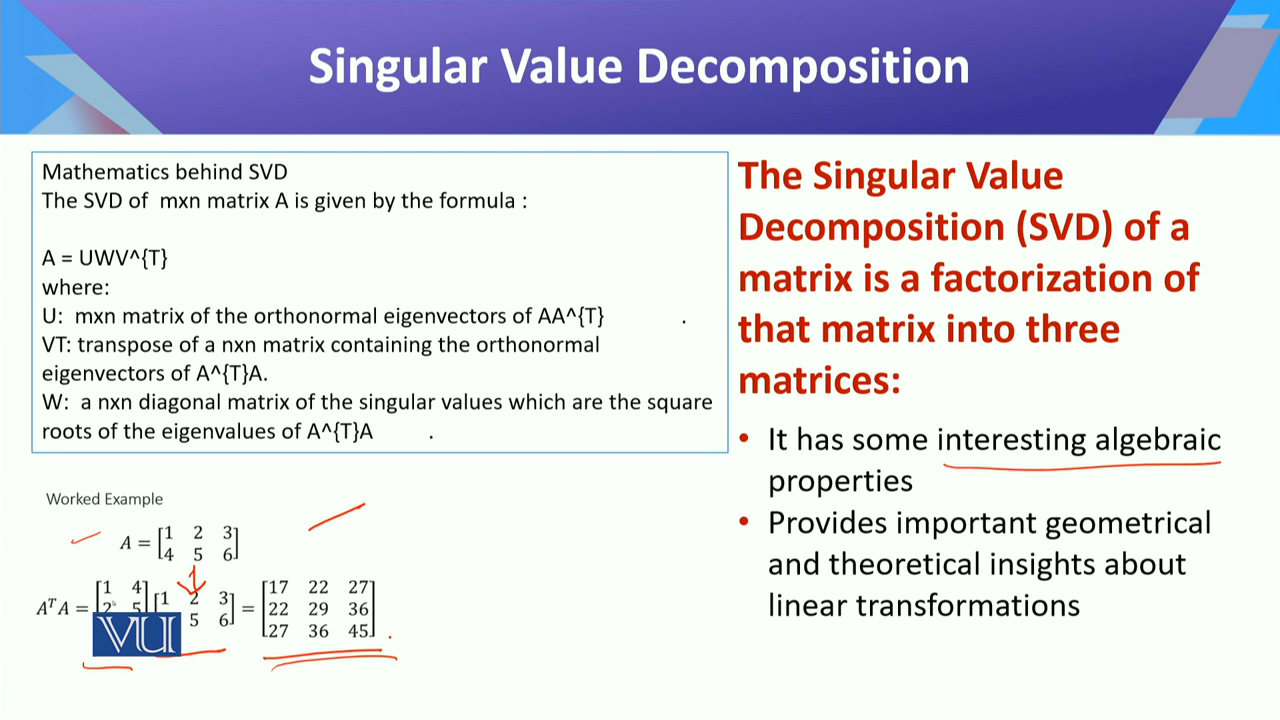 Singular Value Decomposition
Mathematics behind SVD
The SVD of mxn matrix A is given by the formula :
A = UWV^{T}
where:
U: mxn matrix of the orthonormal eigenvectors of AA^{T} .
VT: transpose of a nxn matrix containing the orthonormal
eigenvectors of A^{T}A.
W: a nxn diagonal matrix of the singular values which are the square
roots of the eigenvalues of A^{T}A .
The Singular Value
Decomposition (SVD) of a
matrix is a factorization of
that matrix into three
matrices:
• It has some interesting algebraic
properties
• Provides important geometrical
and theoretical insights about
linear transformations
Worked Example
A = [1 2 3
4 5 6]
AᵀA = [1 4] [1 2 3] = [17 22 27]
2 5 5 6 22 29 36
27 36 45
VU